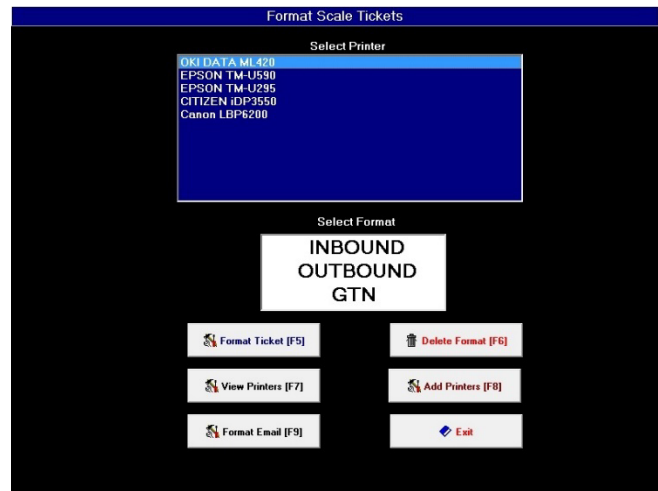 Format Scale Tickets
Select Printer
OKI DATA ML420
EPSON TM-U590
EPSON TM-U295
CITIZEN iDP3550
Canon LBP6200
Select Format
INBOUND
OUTBOUND
GTN
Format Ticket [F5]
Delete Format [F6]
View Printers [F7]
Add Printers [F8]
Format Email [F9]
Exit